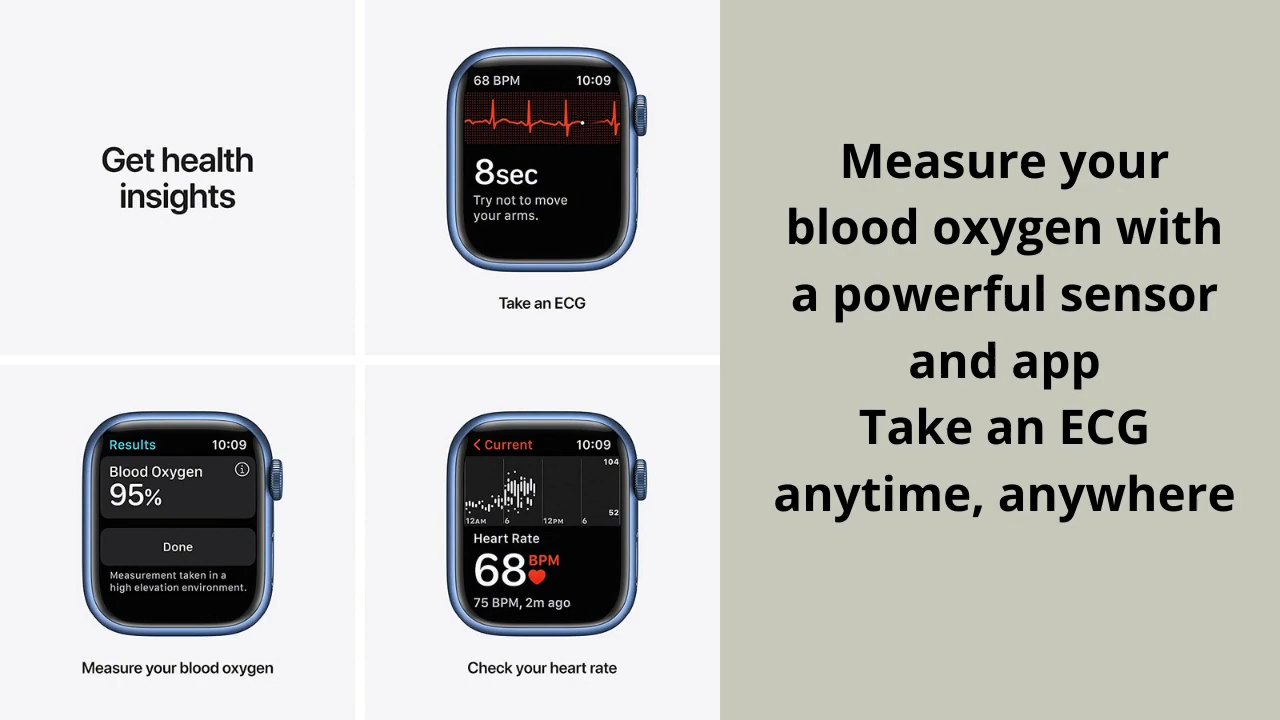 Get health
insights
68 BPM 10:09
8sec
Try not to move
your arms.
Take an ECG
Results 10:09
Blood Oxygen
95%
Done
Measurement taken in a
high elevation environment.
Measure your blood oxygen
Current 10:09
104
52
12AM 6 12PM 6
Heart Rate
68 BPM
75 BPM, 2m ago
Check your heart rate
Measure your
blood oxygen with
a powerful sensor
and app
Take an ECG
anytime, anywhere